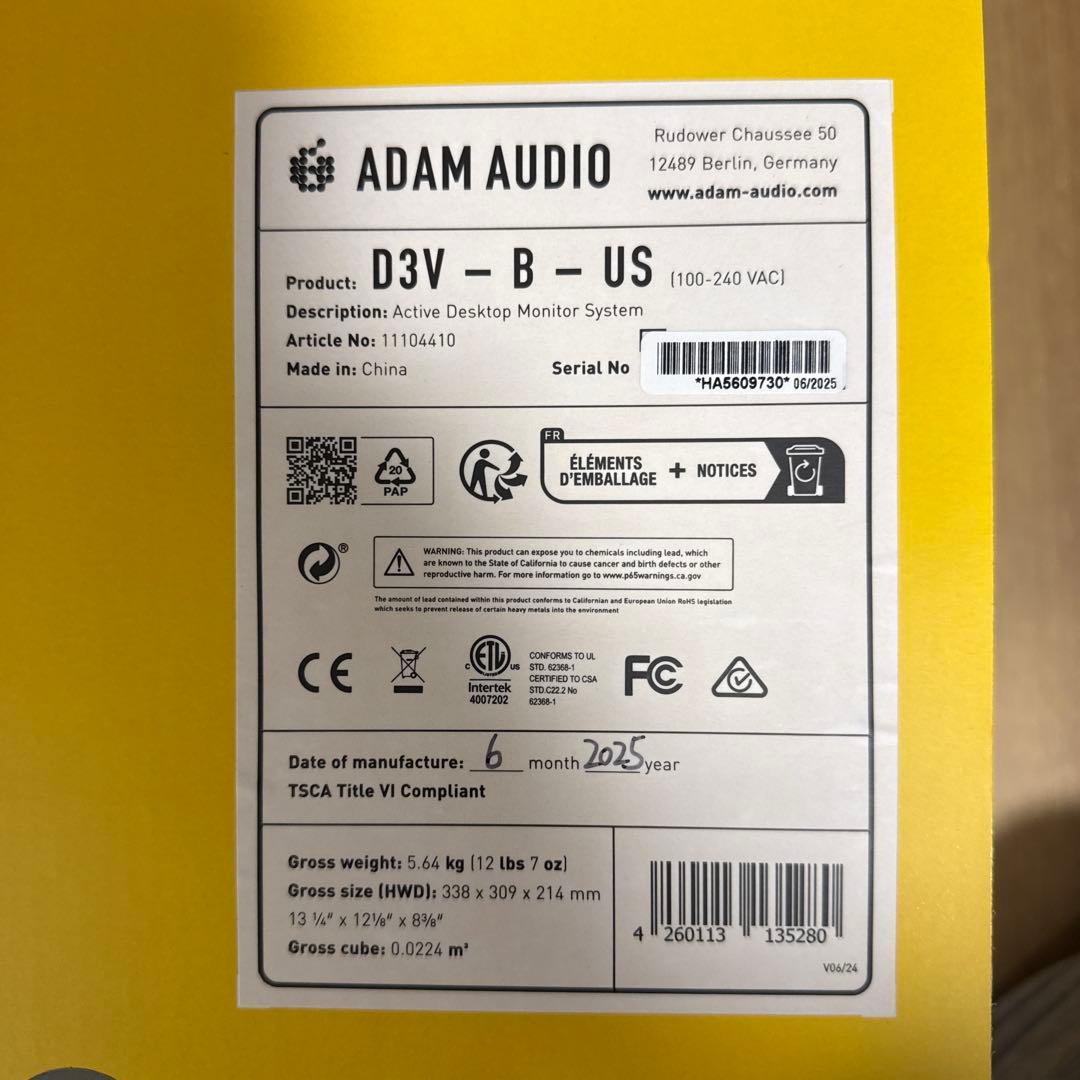 ADAM AUDIO
Rudower Chaussee 50
12489 Berlin, Germany
www.adam-audio.com
Product: D3V – B – US (100-240 VAC)
Description: Active Desktop Monitor System
Article No: 11104410
Made in: China
Serial No
*HA5609730* 06/2025
20
PAP
FR
ÉLÉMENTS
D'EMBALLAGE + NOTICES
®
WARNING: This product can expose you to chemicals including lead, which
are known to the State of California to cause cancer and birth defects or other
reproductive harm. For more information go to www.p65warnings.ca.gov
The amount of lead contained within this product conforms to Californian and European Union RoHS legislation
which seeks to prevent release of certain heavy metals into the environment
CE
C ETL US
LISTED
Intertek
4007202
CONFORMS TO UL
STD. 62368-1
CERTIFIED TO CSA
STD.C22.2 No
62368-1
FC
Date of manufacture: 6 month 2025 year
TSCA Title VI Compliant
Gross weight: 5.64 kg (12 lbs 7 oz)
Gross size (HWD): 338 x 309 x 214 mm
13 ¼" x 12⅛" x 8⅜"
Gross cube: 0.0224 m³
4 260113 135280
V06/24